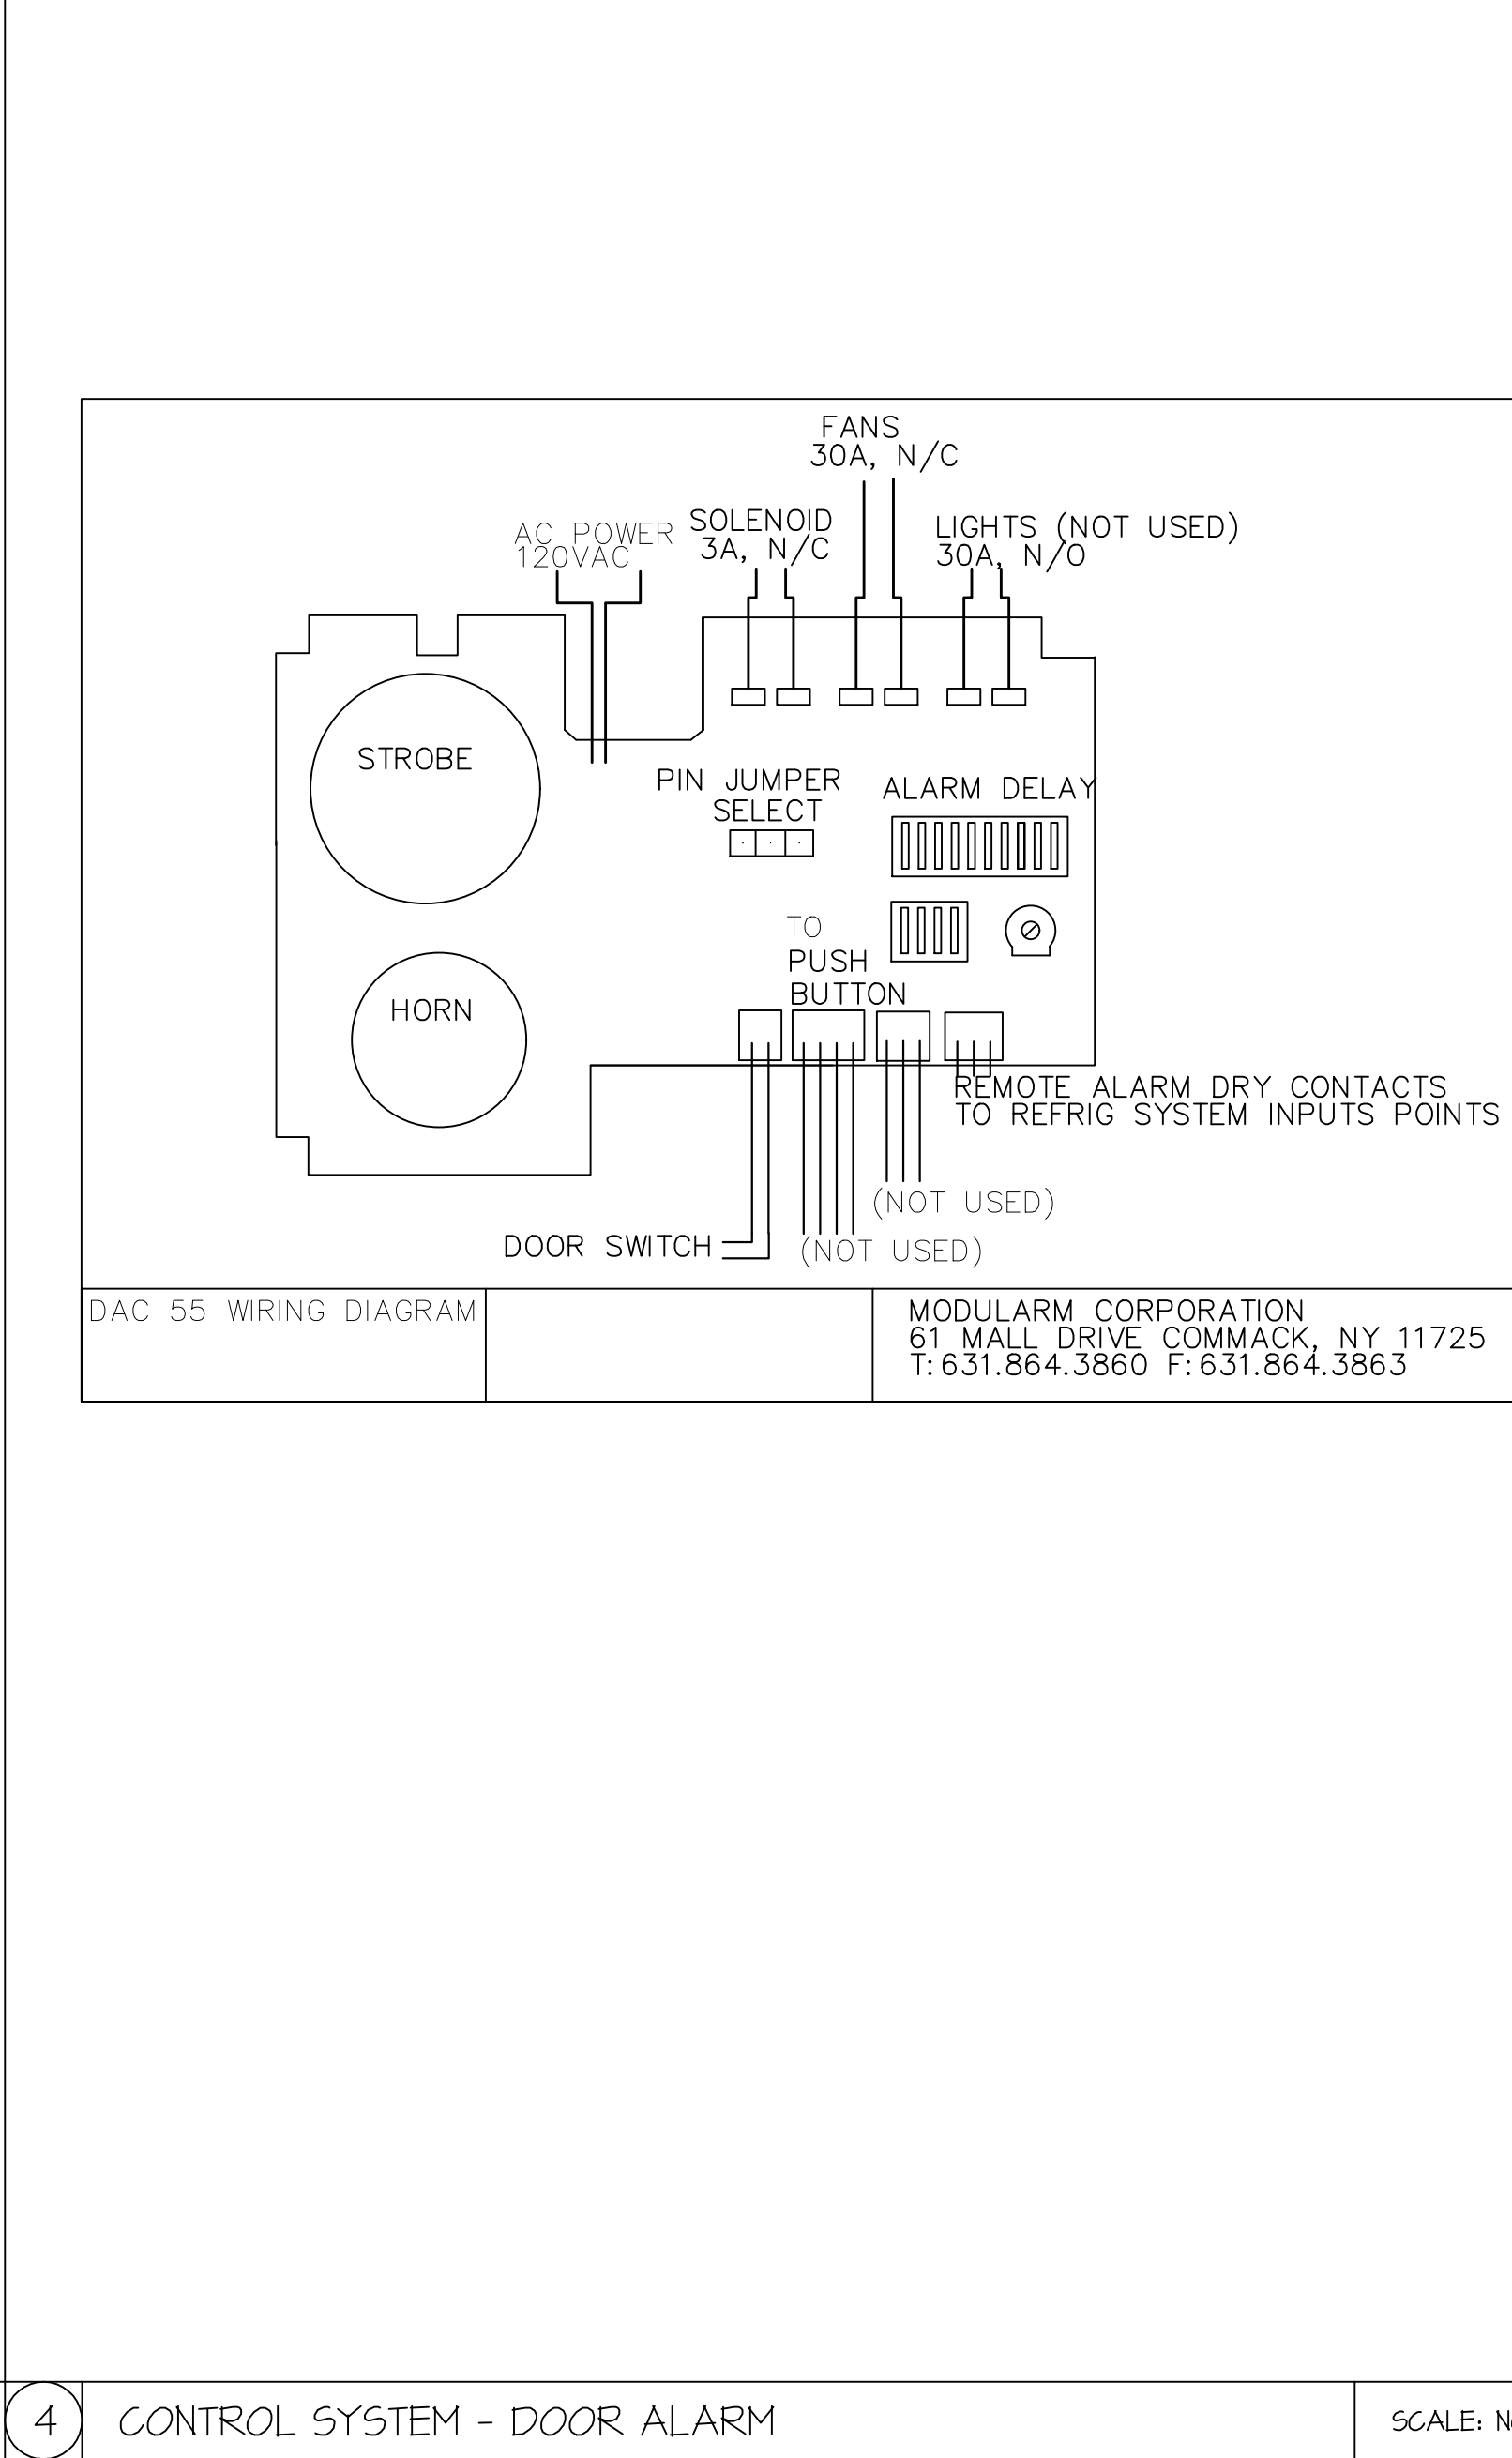 FANS
30A, N/C
SOLENOID
3A, N/C
LIGHTS (NOT USED)
30A, N/O
AC POWER
120VAC
STROBE
PIN JUMPER
SELECT
ALARM DELAY
TO
PUSH
BUTTON
HORN
REMOTE ALARM DRY CONTACTS
TO REFRIG SYSTEM INPUTS POINTS
(NOT USED)
DOOR SWITCH
(NOT USED)
DAC 55 WIRING DIAGRAM
MODULARM CORPORATION
61 MALL DRIVE COMMACK, NY 11725
T: 631.864.3860 F: 631.864.3863
4
CONTROL SYSTEM - DOOR ALARM
SCALE: